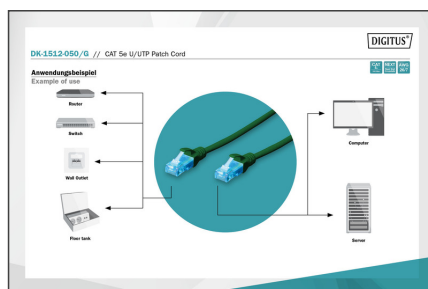 DIGITUS®
DK-1512-050/G // CAT 5e U/UTP Patch Cord
Anwendungsbeispiel
Example of use
Router
Switch
Wall Outlet
Floor tank
Computer
Server